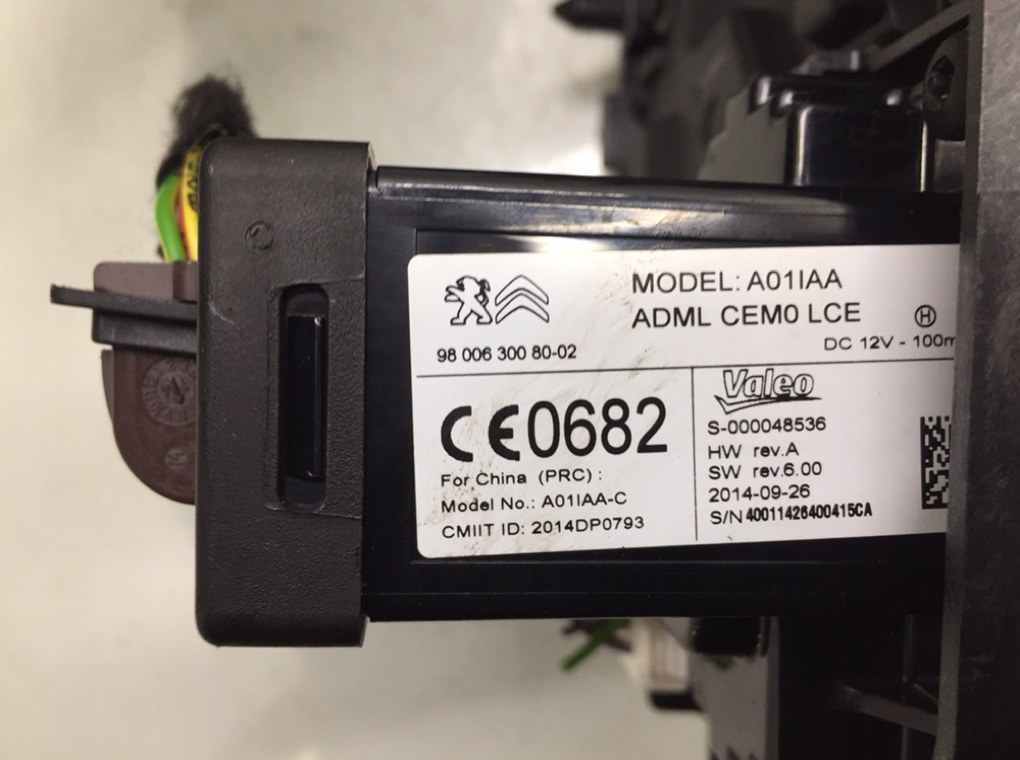 MODEL: A01IAA
ADML CEM0 LCE
H
DC 12V - 100m
98 006 300 80-02
CE0682
For China (PRC) :
Model No.: A01IAA-C
CMIIT ID: 2014DP0793
Valeo
S-000048536
HW rev.A
SW rev.6.00
2014-09-26
S/N 40011426400415CA